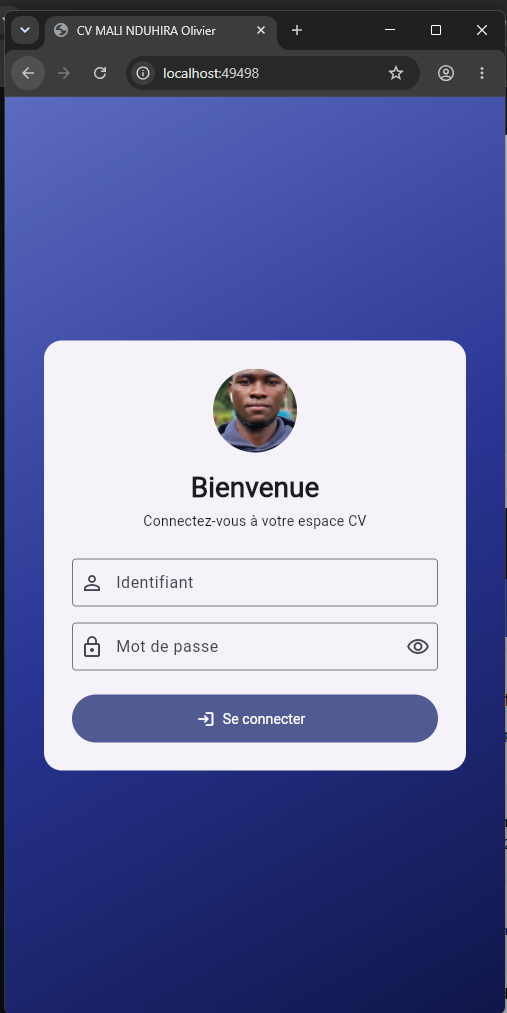 CV MALI NDUHIRA Olivier
localhost:49498
Bienvenue
Connectez-vous à votre espace CV
Identifiant
Mot de passe
Se connecter